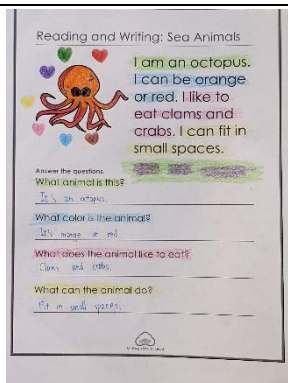 Reading and Writing: Sea Animals
I am an octopus.
I can be orange
or red. I like to
eat clams and
crabs. I can fit in
small spaces.
Answer the questions.
What animal is this?
It's an octopus.
What color is the animal?
It's orange or red.
What does the animal like to eat?
Clams and crabs.
What can the animal do?
Fit in small spaces.